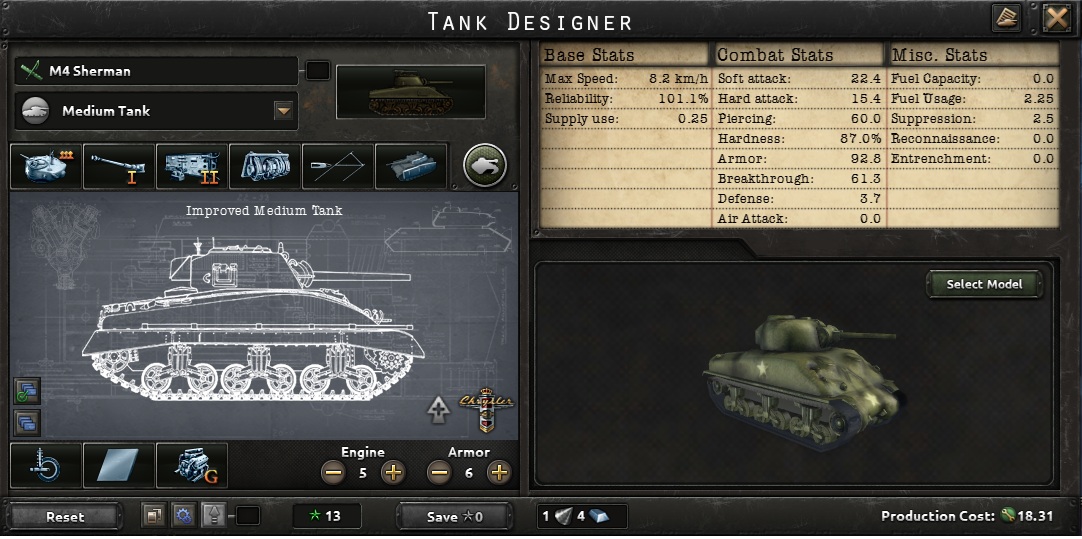 Tank Designer
M4 Sherman
Medium Tank
I
II
Improved Medium Tank
Chrysler
G
Engine
5
Armor
6
Reset
13
Save 0
Base Stats
Max Speed: 8.2 km/h
Reliability: 101.1%
Supply use: 0.25
Combat Stats
Soft attack: 22.4
Hard attack: 15.4
Piercing: 60.0
Hardness: 87.0%
Armor: 92.8
Breakthrough: 61.3
Defense: 3.7
Air Attack: 0.0
Misc. Stats
Fuel Capacity: 0.0
Fuel Usage: 2.25
Suppression: 2.5
Reconnaissance: 0.0
Entrenchment: 0.0
Select Model
1 4
Production Cost: 18.31